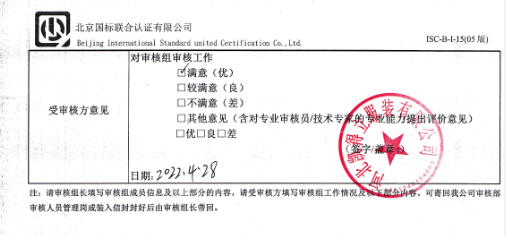 北京国标联合认证有限公司
Beijing International Standard united Certification Co.,Ltd.
ISC-B-I-15(05版)
对审核组审核工作
☑满意（优）
□较满意（良）
□不满意（差）
□其他意见（含对专业审核员/技术专家的专业能力提出评价意见）
□优□良□差
受审核方意见
（签字/盖章）
日期：2022.4.28
注：请审核组长填写审核组成员信息及以上部分的内容，请受审核方填写审核组工作情况及以下部分内容，可寄回我公司审核部
审核人员管理岗或装入信封封好后由审核组长带回。